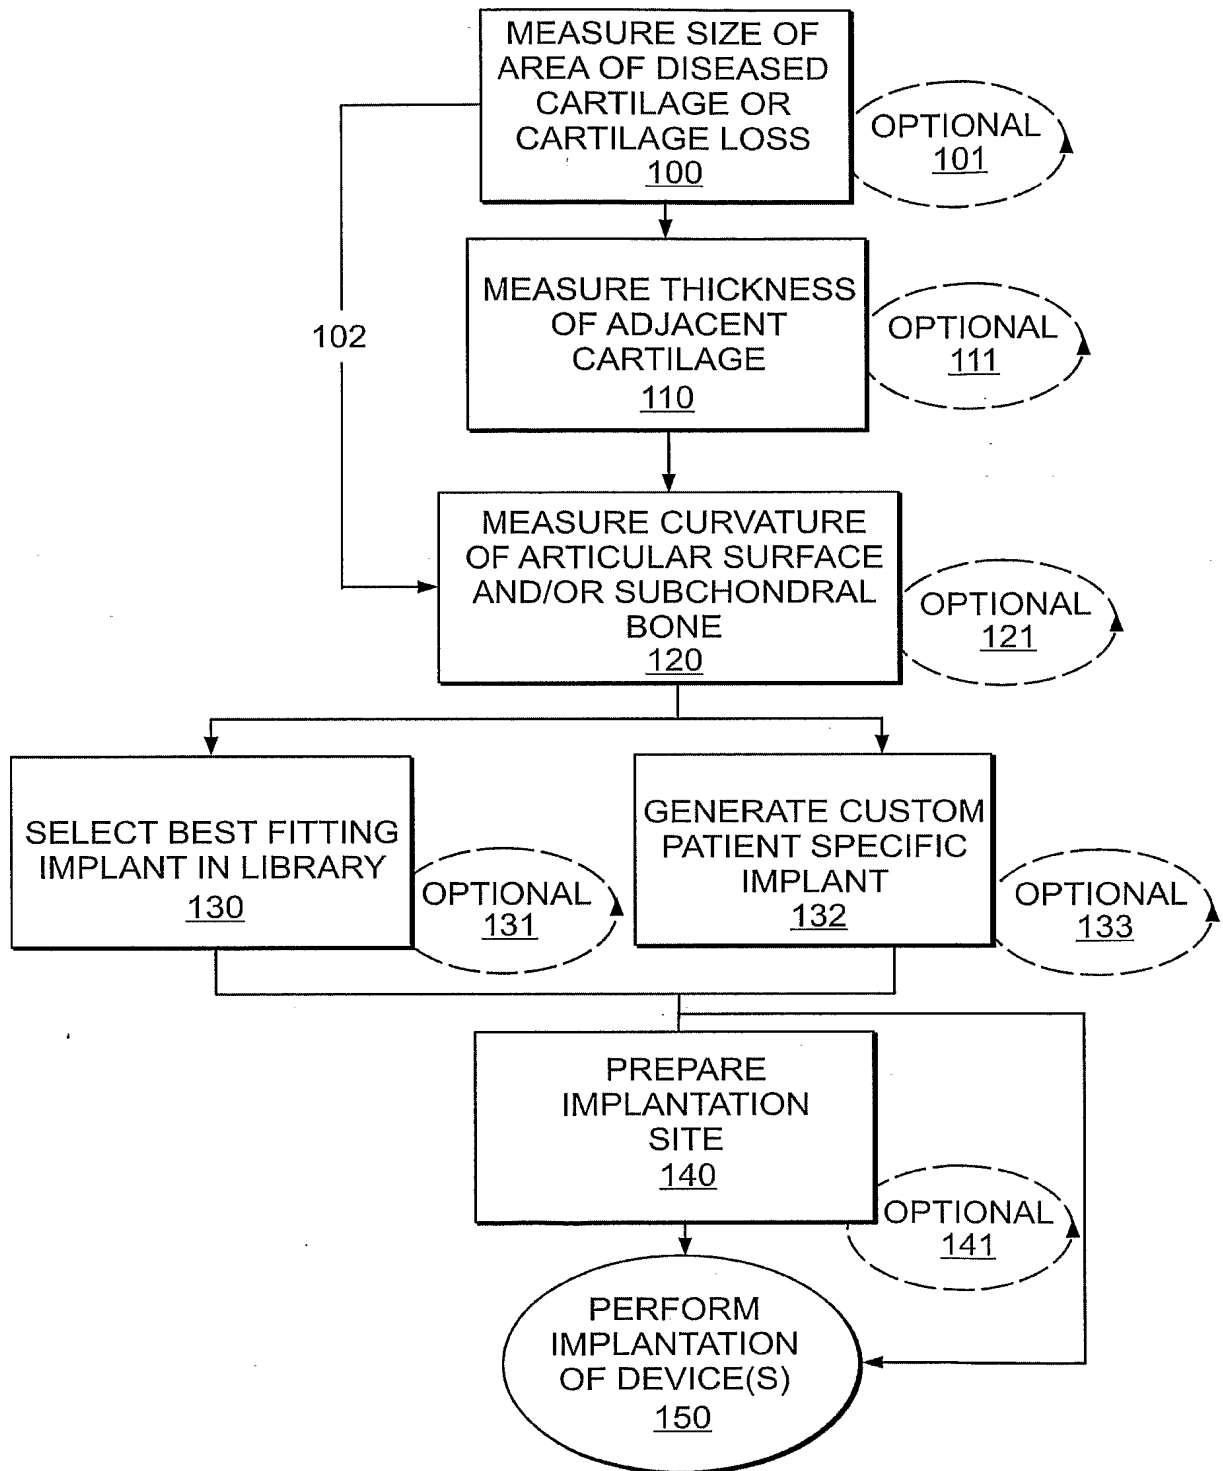 MEASURE SIZE OF
AREA OF DISEASED
CARTILAGE OR
CARTILAGE LOSS
100
OPTIONAL
101
MEASURE THICKNESS
OF ADJACENT
CARTILAGE
110
OPTIONAL
111
102
MEASURE CURVATURE
OF ARTICULAR SURFACE
AND/OR SUBCHONDRAL
BONE
120
OPTIONAL
121
SELECT BEST FITTING
IMPLANT IN LIBRARY
130
OPTIONAL
131
GENERATE CUSTOM
PATIENT SPECIFIC
IMPLANT
132
OPTIONAL
133
PREPARE
IMPLANTATION
SITE
140
OPTIONAL
141
PERFORM
IMPLANTATION
OF DEVICE(S)
150